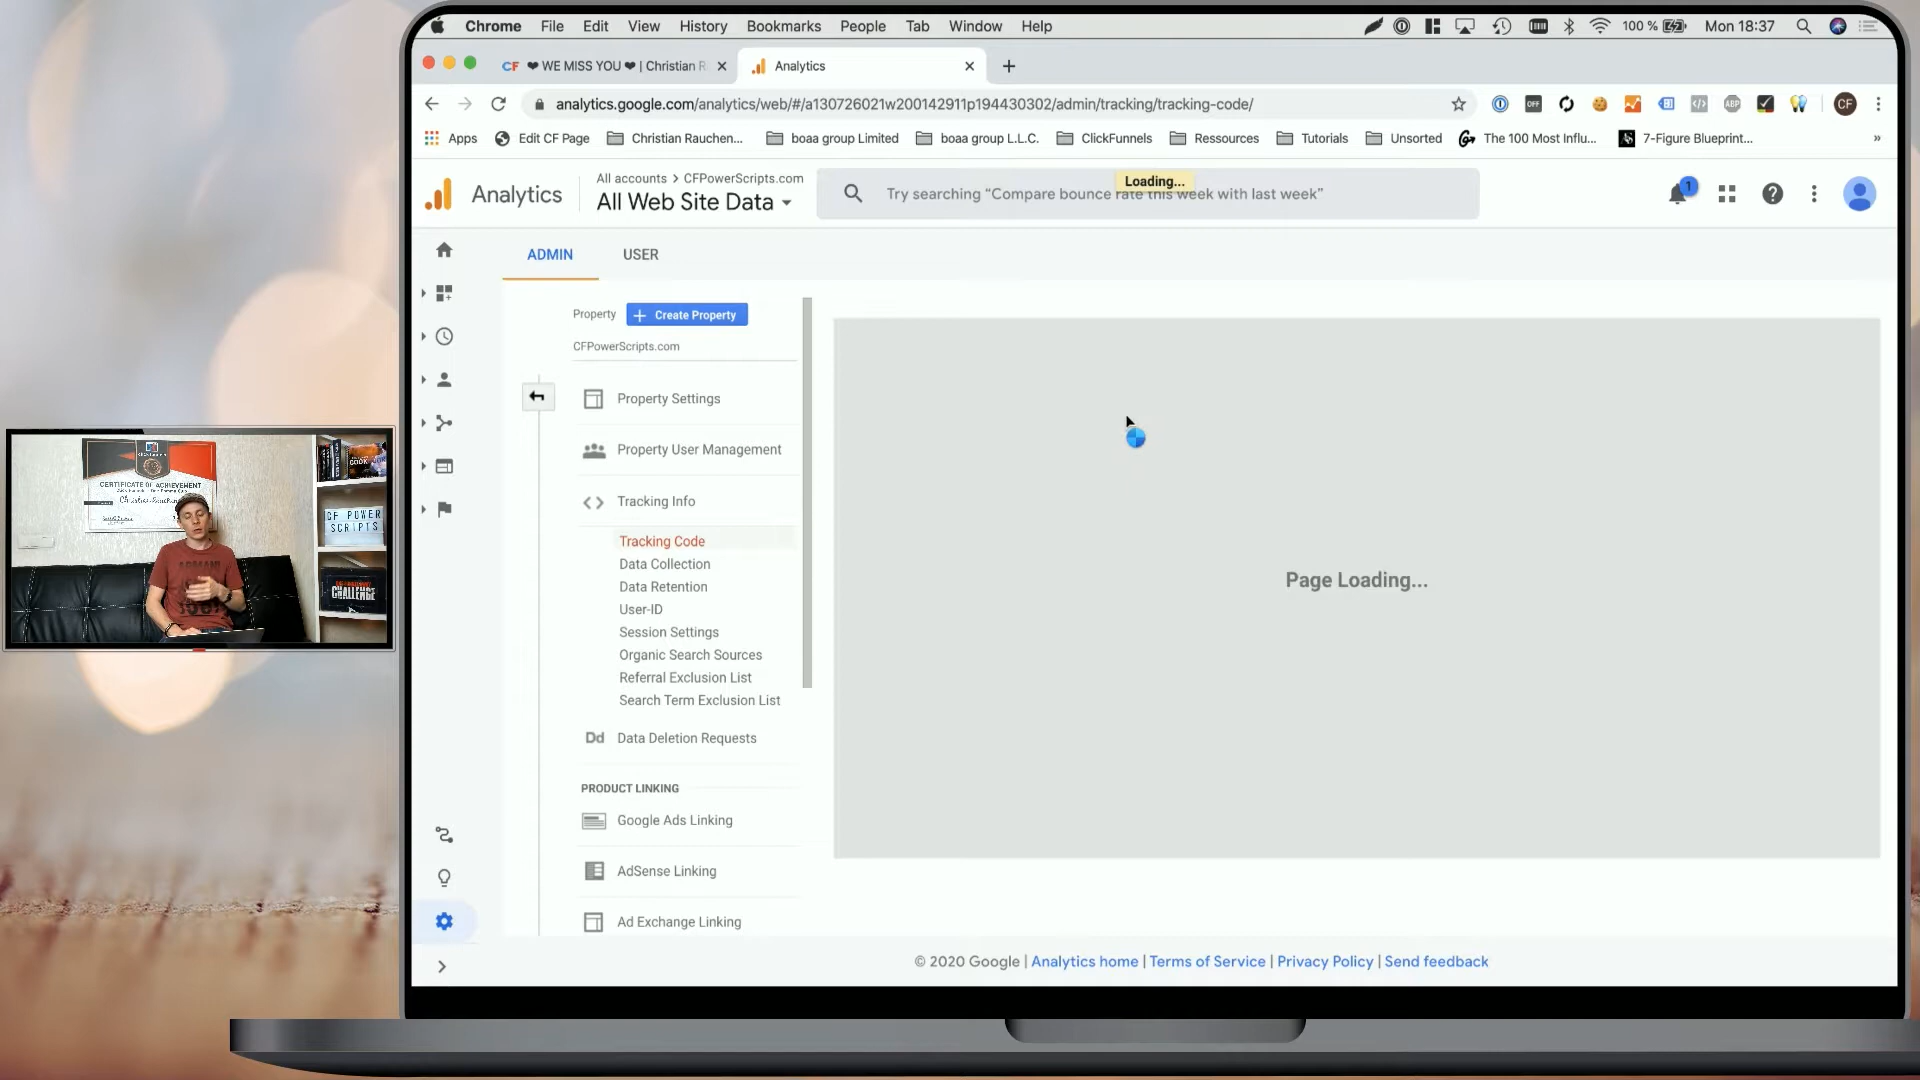 Chrome File Edit View History Bookmarks People Tab Window Help 100 % Mon 18:37
CF ❤ WE MISS YOU ❤ | Christian R
Analytics
analytics.google.com/analytics/web/#/a130726021w200142911p194430302/admin/tracking/tracking-code/
OFF ABP CF
Apps Edit CF Page Christian Rauchen... boaa group Limited boaa group L.L.C. ClickFunnels Ressources Tutorials Unsorted The 100 Most Influ... 7-Figure Blueprint... »
Analytics
All accounts > CFPowerScripts.com
All Web Site Data
Loading...
Try searching “Compare bounce rate this week with last week”
1
ADMIN USER
Property + Create Property
CFPowerScripts.com
Property Settings
Property User Management
Tracking Info
Tracking Code
Data Collection
Data Retention
User-ID
Session Settings
Organic Search Sources
Referral Exclusion List
Search Term Exclusion List
Dd Data Deletion Requests
PRODUCT LINKING
Google Ads Linking
AdSense Linking
Ad Exchange Linking
Page Loading...
© 2020 Google | Analytics home | Terms of Service | Privacy Policy | Send feedback
CERTIFICATE OF ACHIEVEMENT
CF POWER
SCRIPTS
CHALLENGE
COOK